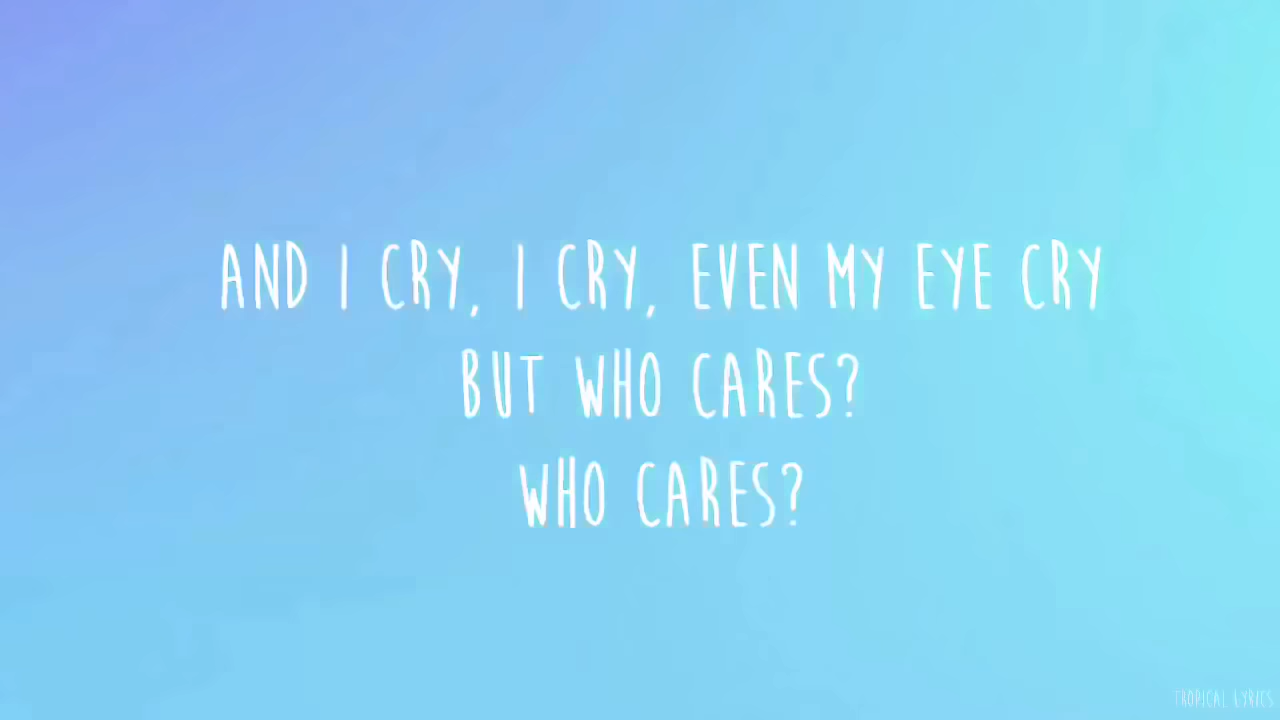 AND I CRY, I CRY, EVEN MY EYE CRY
BUT WHO CARES?
WHO CARES?
TROPICAL LYRICS